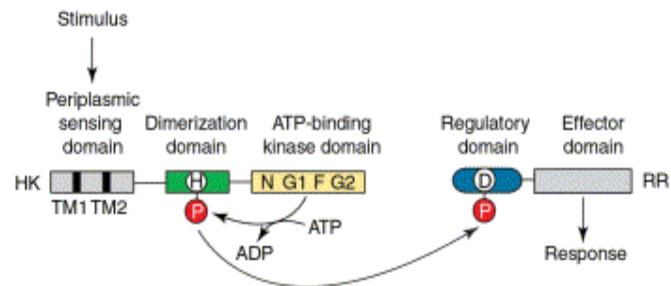 Stimulus
Periplasmic
sensing
domain
Dimerization
domain
ATP-binding
kinase domain
Regulatory
domain
Effector
domain
HK
H
N G1 F G2
D
RR
TM1 TM2
P
ATP
ADP
P
Response